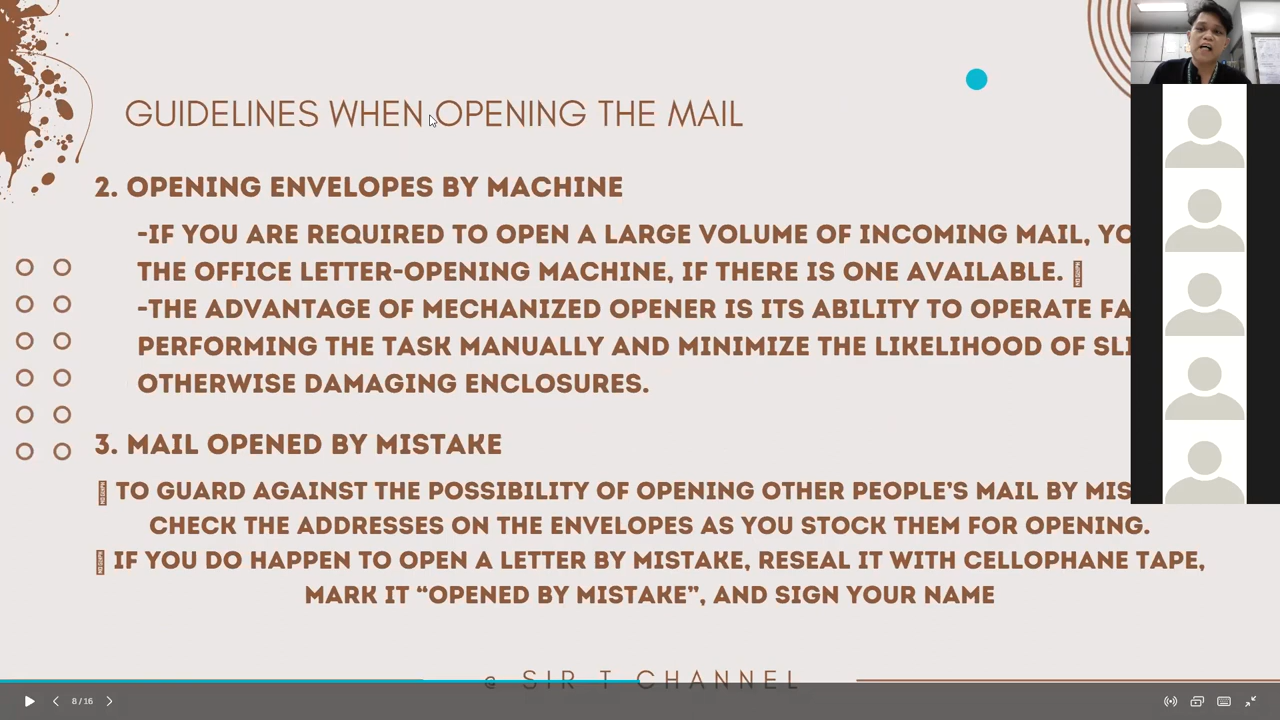 GUIDELINES WHEN OPENING THE MAIL
2. OPENING ENVELOPES BY MACHINE
-IF YOU ARE REQUIRED TO OPEN A LARGE VOLUME OF INCOMING MAIL,
THE OFFICE LETTER-OPENING MACHINE, IF THERE IS ONE AVAILABLE.
-THE ADVANTAGE OF MECHANIZED OPENER IS ITS ABILITY TO OPERATE
PERFORMING THE TASK MANUALLY AND MINIMIZE THE LIKELIHOOD OF
OTHERWISE DAMAGING ENCLOSURES.
3. MAIL OPENED BY MISTAKE
TO GUARD AGAINST THE POSSIBILITY OF OPENING OTHER PEOPLE'S MAIL BY
CHECK THE ADDRESSES ON THE ENVELOPES AS YOU STOCK THEM FOR OPENING.
IF YOU DO HAPPEN TO OPEN A LETTER BY MISTAKE, RESEAL IT WITH CELLOPHANE TAPE,
MARK IT “OPENED BY MISTAKE”, AND SIGN YOUR NAME
@ SIR T CHANNEL
8 / 16